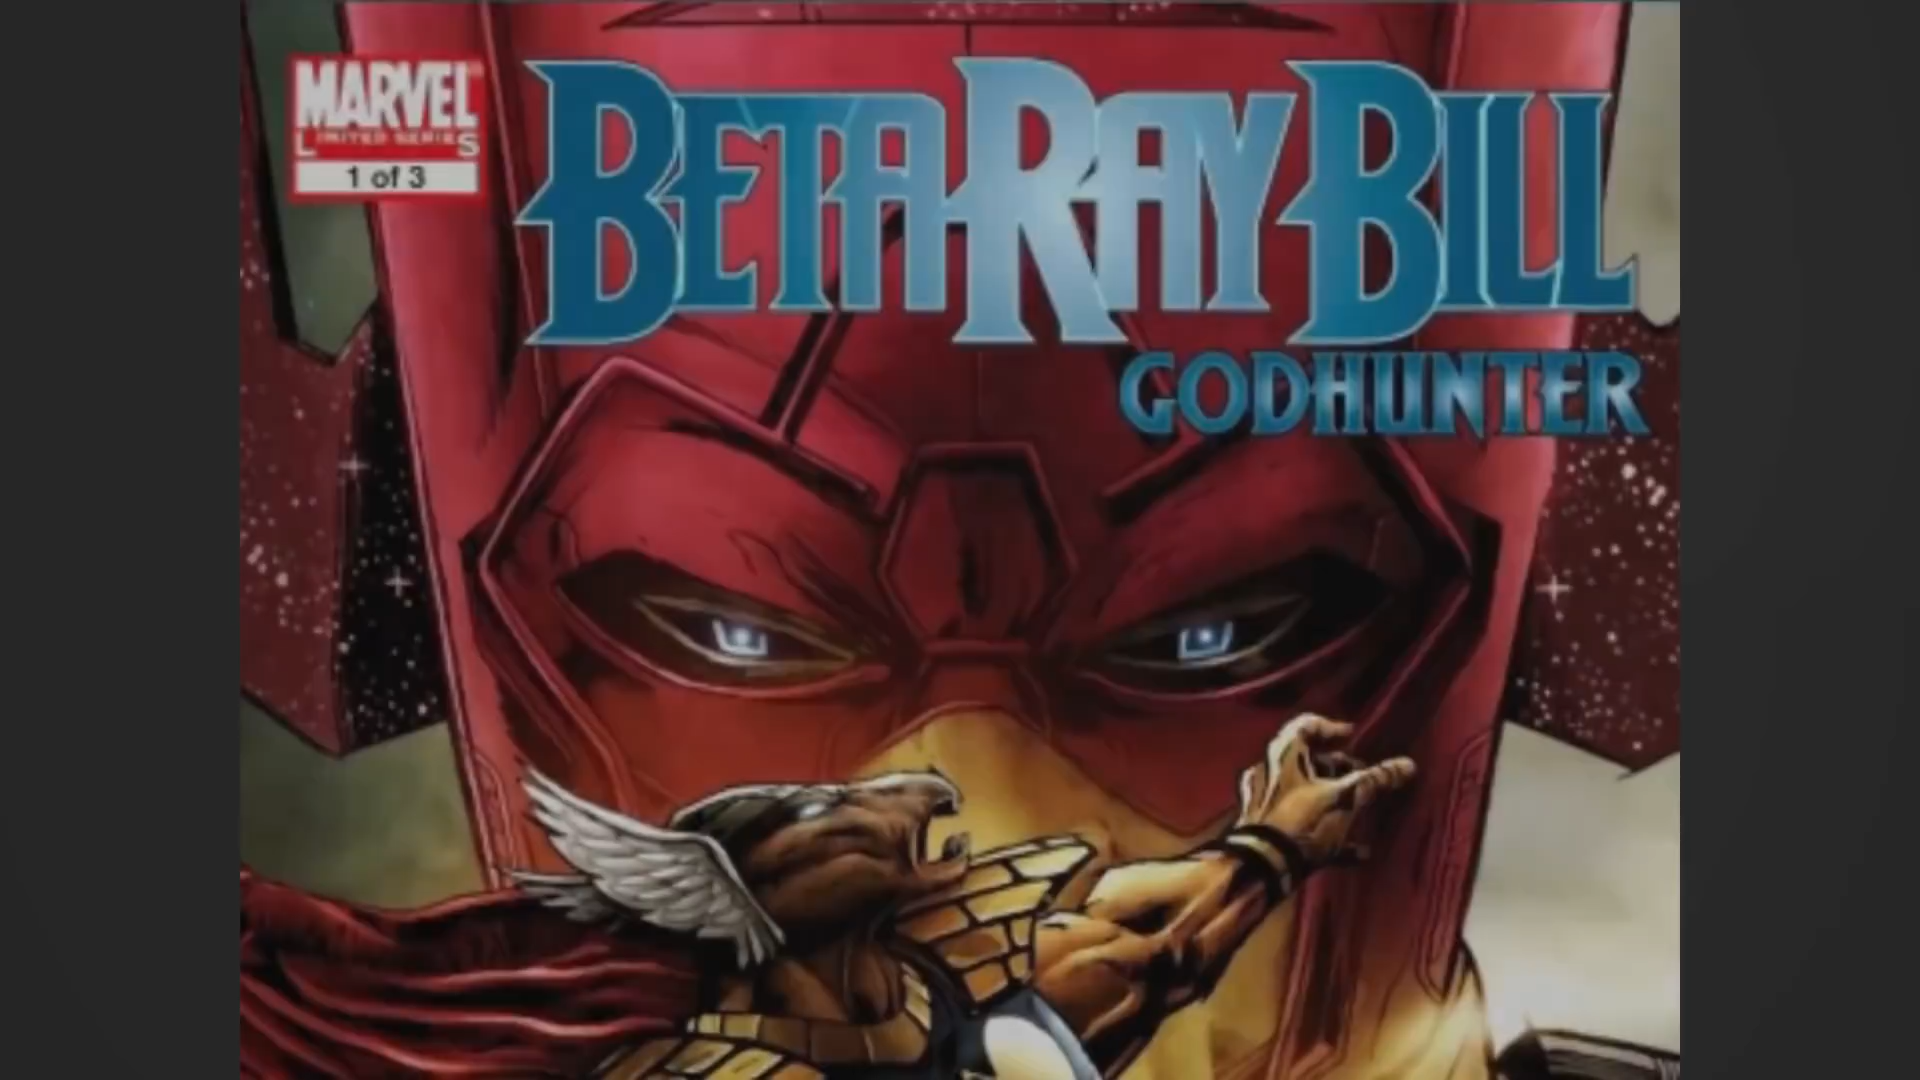 MARVEL
LIMITED SERIES
1 of 3
BETA RAY BILL
GODHUNTER